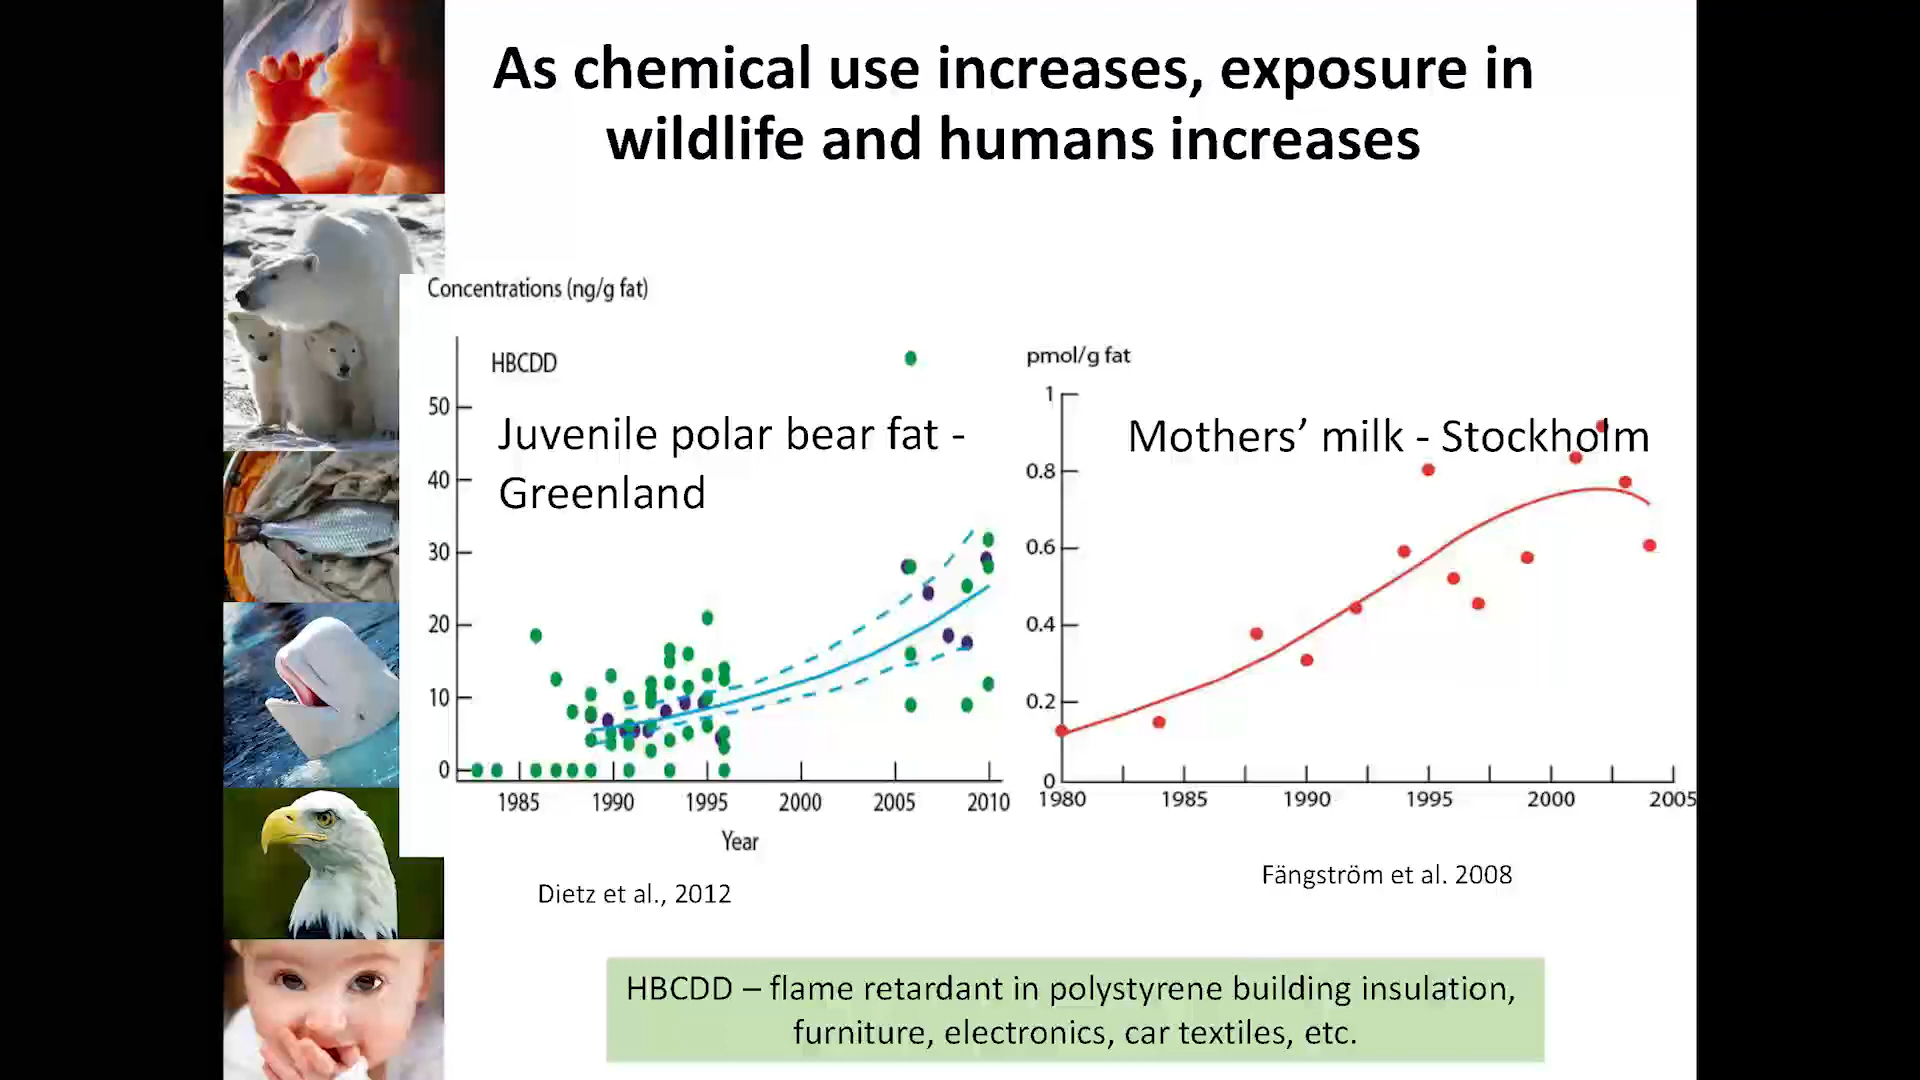 As chemical use increases, exposure in
wildlife and humans increases
Concentrations (ng/g fat)
HBCDD
Juvenile polar bear fat -
Greenland
50
40
30
20
10
0
1985 1990 1995 2000 2005 2010
Year
Dietz et al., 2012
pmol/g fat
Mothers’ milk - Stockholm
1
0.8
0.6
0.4
0.2
0
1980 1985 1990 1995 2000 2005
Fängström et al. 2008
HBCDD – flame retardant in polystyrene building insulation,
furniture, electronics, car textiles, etc.